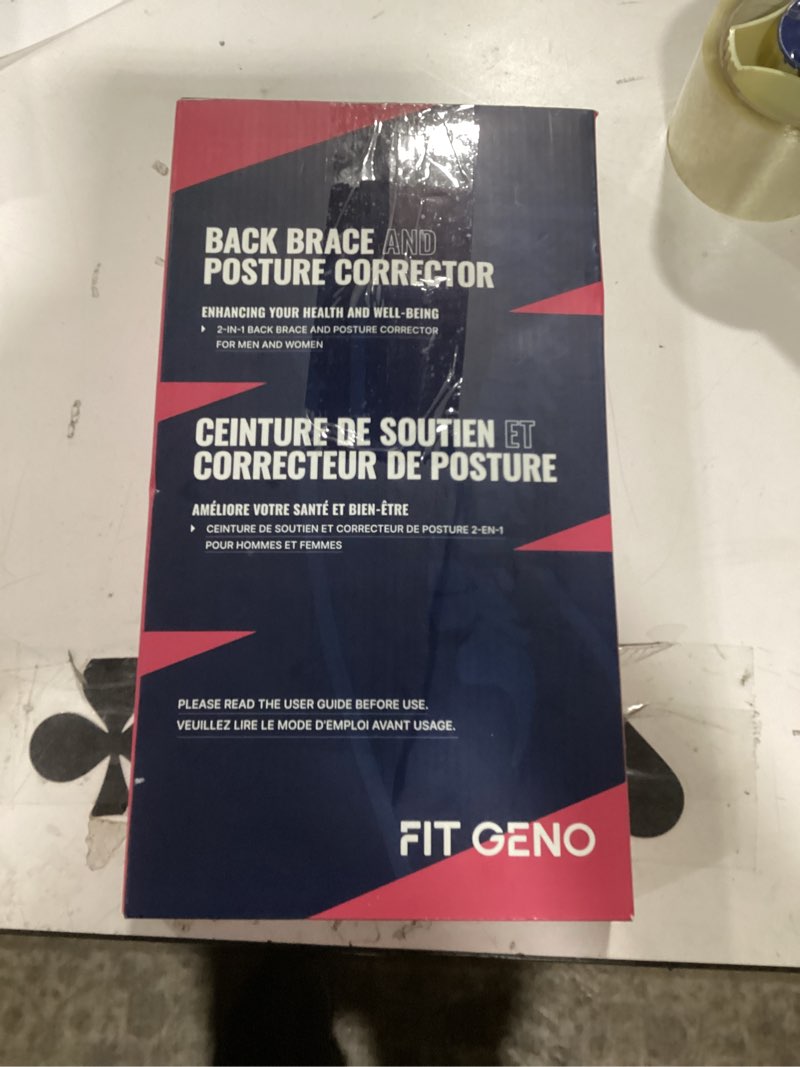 BACK BRACE AND
POSTURE CORRECTOR
ENHANCING YOUR HEALTH AND WELL-BEING
2-IN-1 BACK BRACE AND POSTURE CORRECTOR
FOR MEN AND WOMEN
CEINTURE DE SOUTIEN ET
CORRECTEUR DE POSTURE
AMÉLIORE VOTRE SANTÉ ET BIEN-ÊTRE
CEINTURE DE SOUTIEN ET CORRECTEUR DE POSTURE 2-EN-1
POUR HOMMES ET FEMMES
PLEASE READ THE USER GUIDE BEFORE USE.
VEUILLEZ LIRE LE MODE D'EMPLOI AVANT USAGE.
FIT GENO